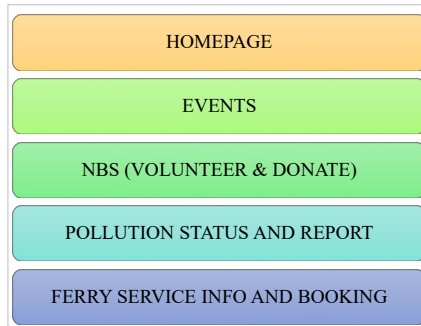 HOMEPAGE
EVENTS
NBS (VOLUNTEER & DONATE)
POLLUTION STATUS AND REPORT
FERRY SERVICE INFO AND BOOKING